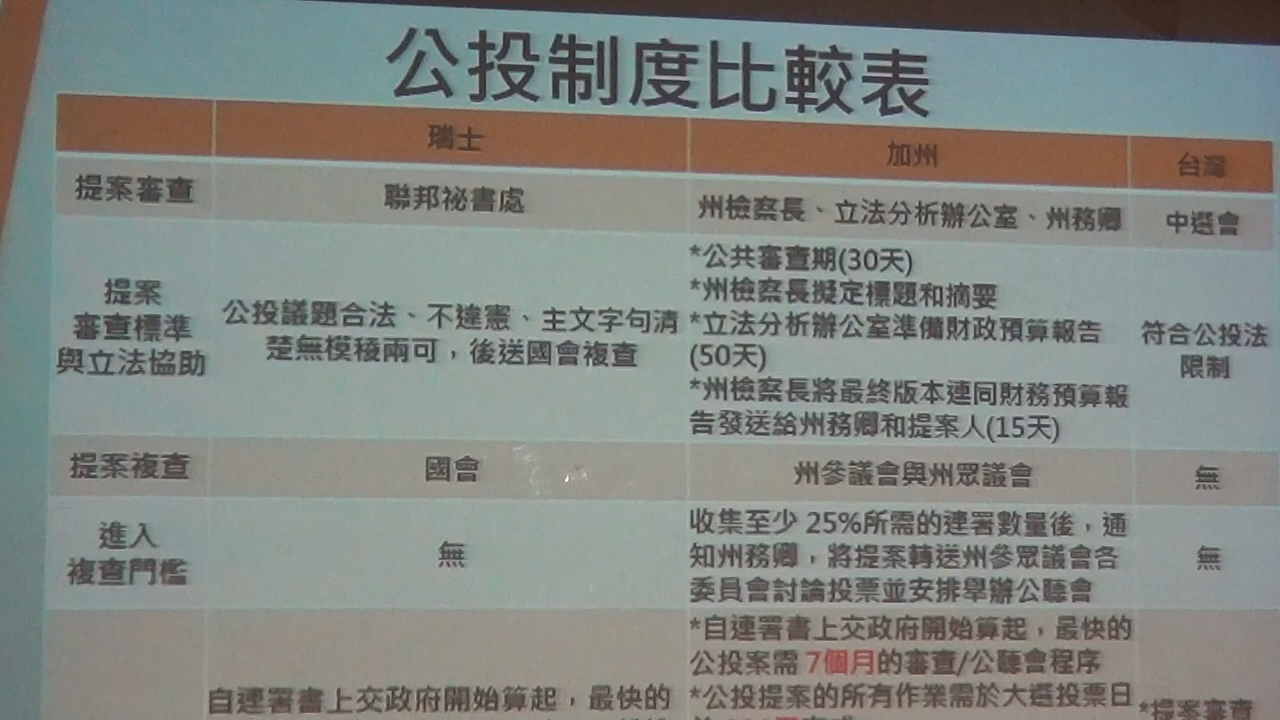 公投制度比較表
瑞士
加州
台灣
提案審查
聯邦祕書處
州檢察長、立法分析辦公室、州務卿
中選會
提案
審查標準
與立法協助
公投議題合法、不違憲、主文字句清
楚無模稜兩可，後送國會複查
*公共審查期(30天)
*州檢察長擬定標題和摘要
*立法分析辦公室準備財政預算報告
(50天)
*州檢察長將最終版本連同財務預算報
告發送給州務卿和提案人(15天)
符合公投法
限制
提案複查
國會
州參議會與州眾議會
無
進入
複查門檻
無
收集至少 25%所需的連署數量後，通
知州務卿，將提案轉送州參眾議會各
委員會討論投票並安排舉辦公聽會
無
自連署書上交政府開始算起，最快的
*自連署書上交政府開始算起，最快的
公投案需 7個月的審查/公聽會程序
*公投提案的所有作業需於大選投票日
*提案審查